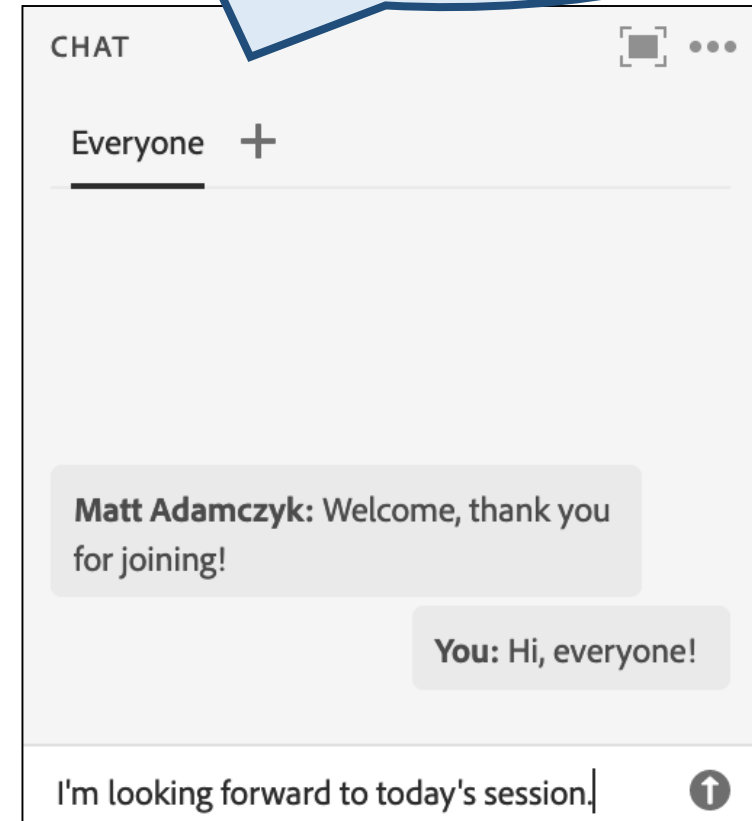 CHAT
Everyone +
Matt Adamczyk: Welcome, thank you
for joining!
You: Hi, everyone!
I'm looking forward to today's session.